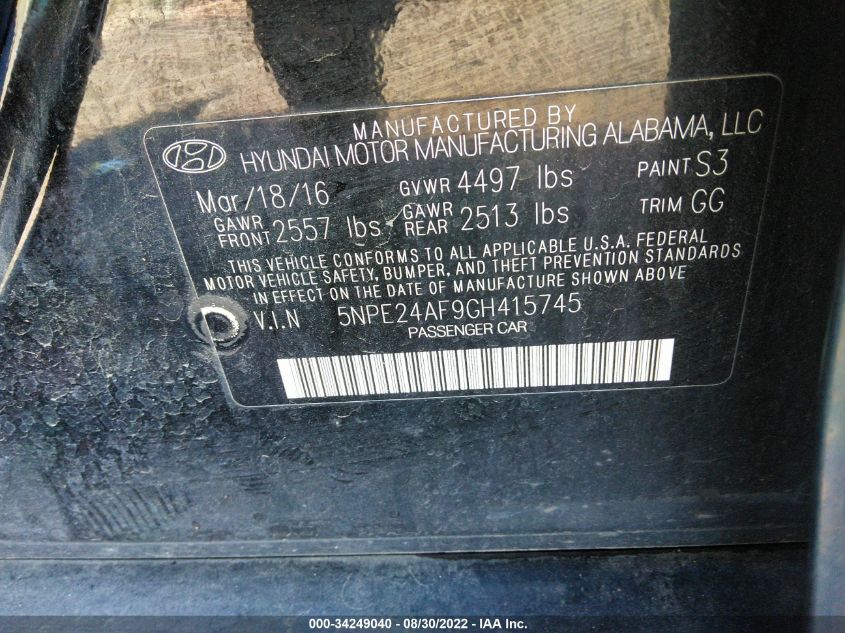 MANUFACTURED BY
HYUNDAI MOTOR MANUFACTURING ALABAMA, LLC
Mar/18/16 GVWR 4497 lbs PAINT S3
GAWR FRONT 2557 lbs GAWR REAR 2513 lbs TRIM GG
THIS VEHICLE CONFORMS TO ALL APPLICABLE U.S.A. FEDERAL
MOTOR VEHICLE SAFETY, BUMPER, AND THEFT PREVENTION STANDARDS
IN EFFECT ON THE DATE OF MANUFACTURE SHOWN ABOVE
V.I.N 5NPE24AF9GH415745
PASSENGER CAR
000-34249040 - 08/30/2022 - IAA Inc.